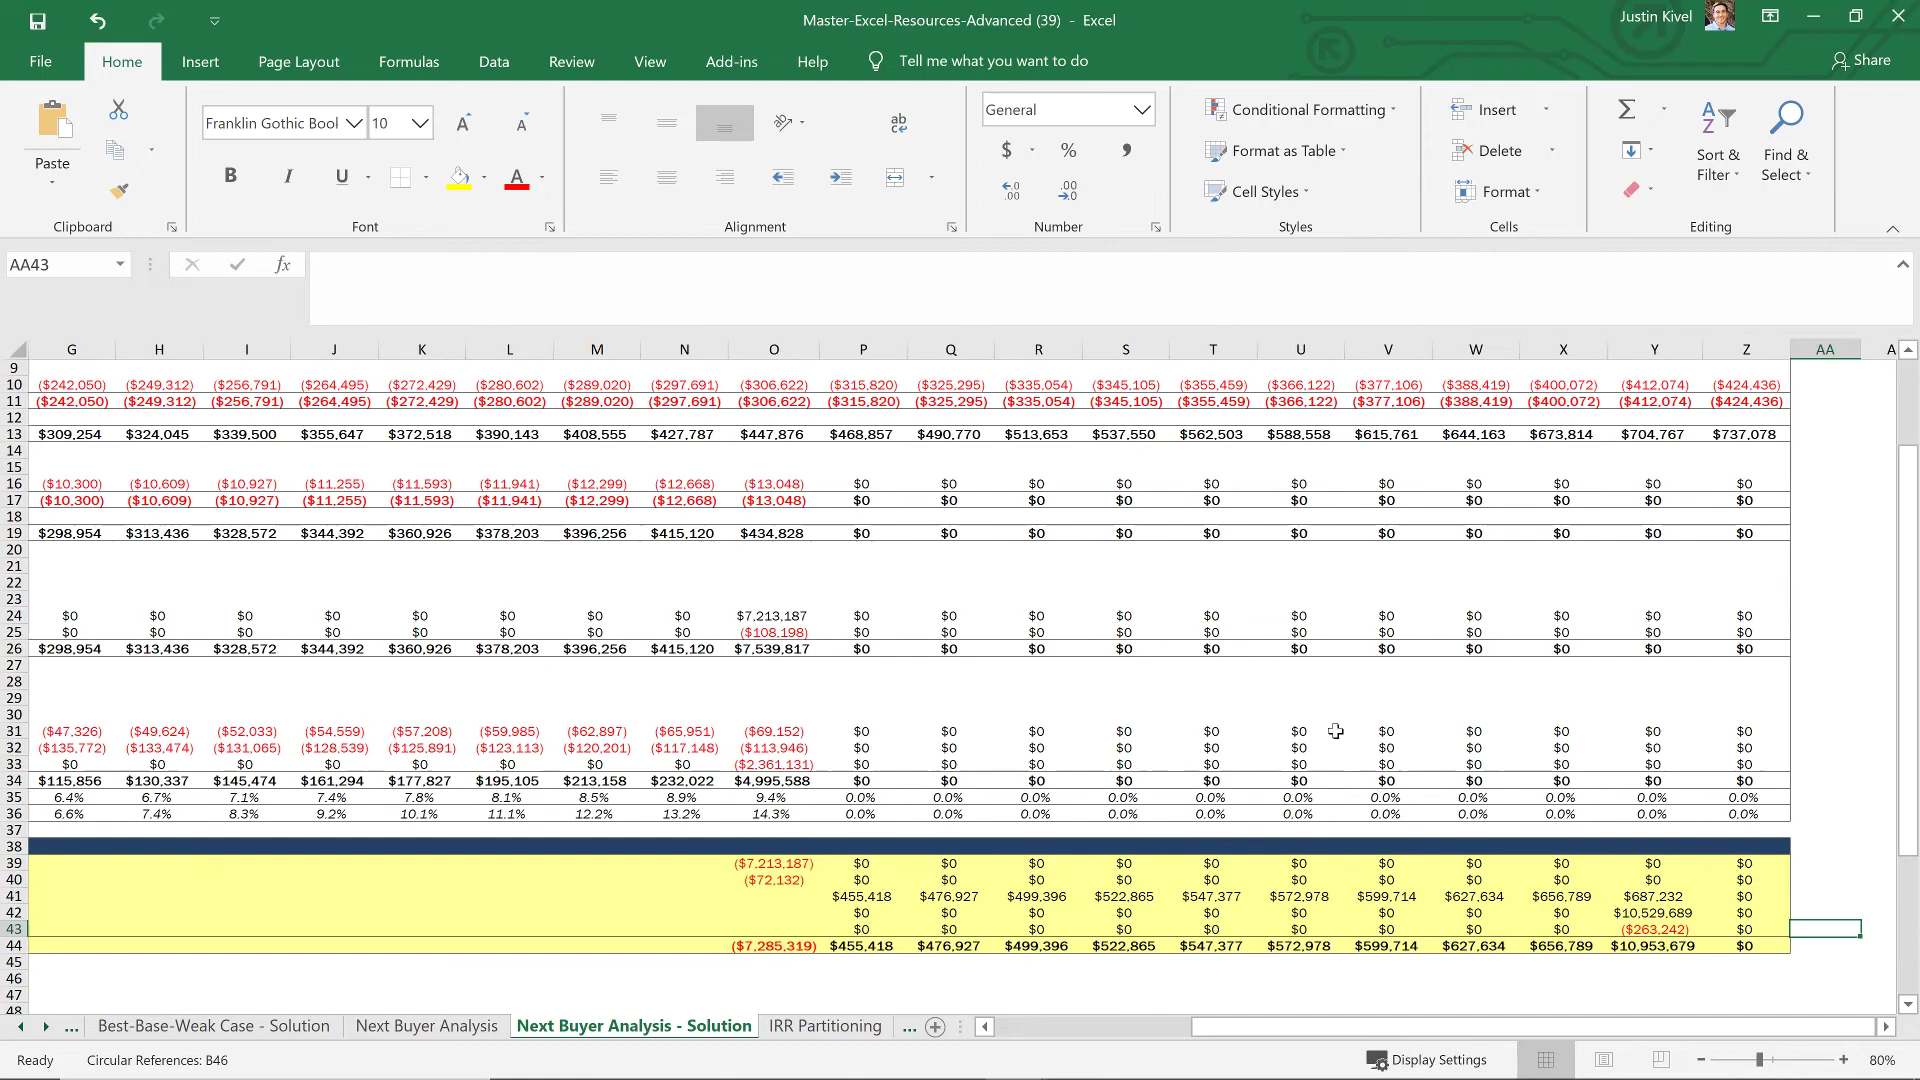 Master-Excel-Resources-Advanced (39) - Excel
Justin Kivel
File Home Insert Page Layout Formulas Data Review View Add-ins Help Tell me what you want to do Share
Paste
Clipboard
Franklin Gothic Bool 10
B I U A
Font
Alignment
General
$ % 9
Number
Conditional Formatting
Format as Table
Cell Styles
Styles
Insert
Delete
Format
Cells
Sort & Filter
Find & Select
Editing
AA43 fx
G H I J K L M N O P Q R S T U V W X Y Z AA A
9
10 ($242,050) ($249,312) ($256,791) ($264,495) ($272,429) ($280,602) ($289,020) ($297,691) ($306,622) ($315,820) ($325,295) ($335,054) ($345,105) ($355,459) ($366,122) ($377,106) ($388,419) ($400,072) ($412,074) ($424,436)
11 ($242,050) ($249,312) ($256,791) ($264,495) ($272,429) ($280,602) ($289,020) ($297,691) ($306,622) ($315,820) ($325,295) ($335,054) ($345,105) ($355,459) ($366,122) ($377,106) ($388,419) ($400,072) ($412,074) ($424,436)
12
13 $309,254 $324,045 $339,500 $355,647 $372,518 $390,143 $408,555 $427,787 $447,876 $468,857 $490,770 $513,653 $537,550 $562,503 $588,558 $615,761 $644,163 $673,814 $704,767 $737,078
14
15
16 ($10,300) ($10,609) ($10,927) ($11,255) ($11,593) ($11,941) ($12,299) ($12,668) ($13,048) $0 $0 $0 $0 $0 $0 $0 $0 $0 $0 $0
17 ($10,300) ($10,609) ($10,927) ($11,255) ($11,593) ($11,941) ($12,299) ($12,668) ($13,048) $0 $0 $0 $0 $0 $0 $0 $0 $0 $0 $0
18
19 $298,954 $313,436 $328,572 $344,392 $360,926 $378,203 $396,256 $415,120 $434,828 $0 $0 $0 $0 $0 $0 $0 $0 $0 $0 $0
20
21
22
23
24 $0 $0 $0 $0 $0 $0 $0 $0 $7,213,187 $0 $0 $0 $0 $0 $0 $0 $0 $0 $0 $0
25 $0 $0 $0 $0 $0 $0 $0 $0 ($108,198) $0 $0 $0 $0 $0 $0 $0 $0 $0 $0 $0
26 $298,954 $313,436 $328,572 $344,392 $360,926 $378,203 $396,256 $415,120 $7,539,817 $0 $0 $0 $0 $0 $0 $0 $0 $0 $0 $0
27
28
29
30
31 ($47,326) ($49,624) ($52,033) ($54,559) ($57,208) ($59,985) ($62,897) ($65,951) ($69,152) $0 $0 $0 $0 $0 $0 $0 $0 $0 $0 $0
32 ($135,772) ($133,474) ($131,065) ($128,539) ($125,891) ($123,113) ($120,201) ($117,148) ($113,946) $0 $0 $0 $0 $0 $0 $0 $0 $0 $0 $0
33 $0 $0 $0 $0 $0 $0 $0 $0 ($2,361,131) $0 $0 $0 $0 $0 $0 $0 $0 $0 $0 $0
34 $115,856 $130,337 $145,474 $161,294 $177,827 $195,105 $213,158 $232,022 $4,995,588 $0 $0 $0 $0 $0 $0 $0 $0 $0 $0 $0
35 6.4% 6.7% 7.1% 7.4% 7.8% 8.1% 8.5% 8.9% 9.4% 0.0% 0.0% 0.0% 0.0% 0.0% 0.0% 0.0% 0.0% 0.0% 0.0% 0.0%
36 6.6% 7.4% 8.3% 9.2% 10.1% 11.1% 12.2% 13.2% 14.3% 0.0% 0.0% 0.0% 0.0% 0.0% 0.0% 0.0% 0.0% 0.0% 0.0% 0.0%
37
38
39 ($7,213,187) $0 $0 $0 $0 $0 $0 $0 $0 $0 $0 $0
40 ($72,132) $0 $0 $0 $0 $0 $0 $0 $0 $0 $0 $0
41 $455,418 $476,927 $499,396 $522,865 $547,377 $572,978 $599,714 $627,634 $656,789 $687,232 $0
42 $0 $0 $0 $0 $0 $0 $0 $0 $0 $10,529,689 $0
43 $0 $0 $0 $0 $0 $0 $0 $0 $0 ($263,242) $0
44 ($7,285,319) $455,418 $476,927 $499,396 $522,865 $547,377 $572,978 $599,714 $627,634 $656,789 $10,953,679 $0
45
46
47
48
... Best-Base-Weak Case - Solution Next Buyer Analysis Next Buyer Analysis - Solution IRR Partitioning ...
Ready Circular References: B46 Display Settings 80%